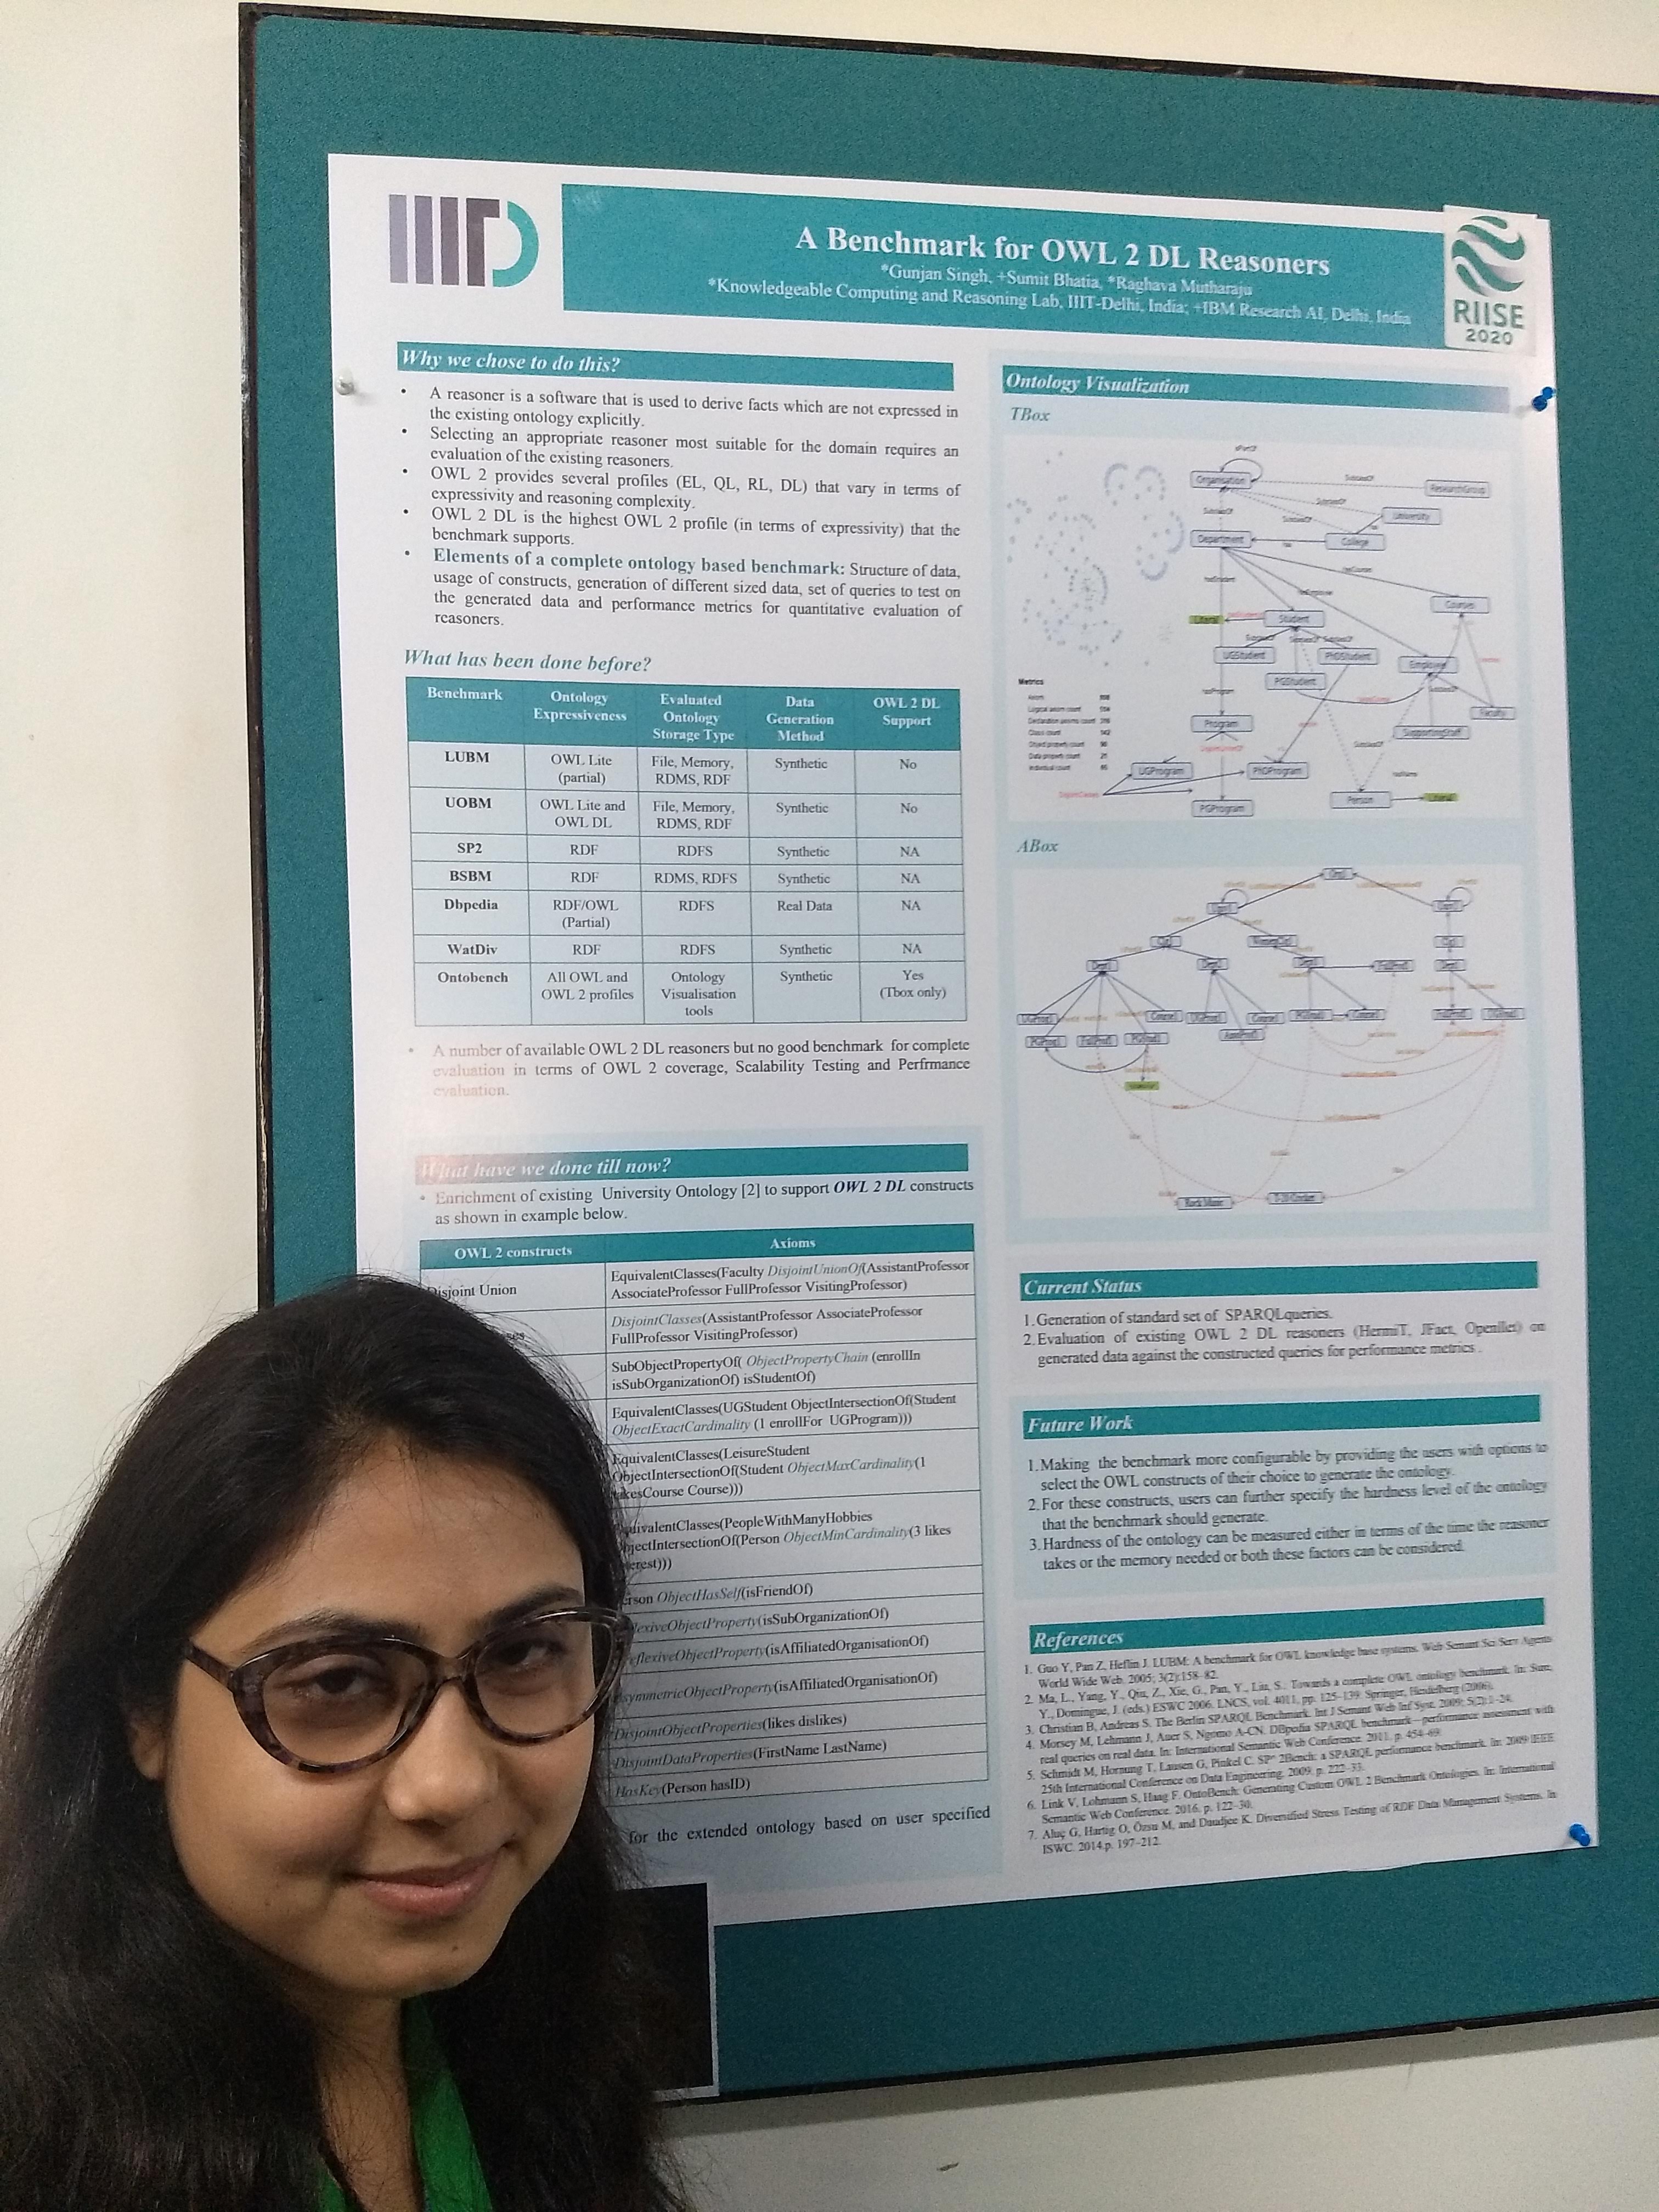 IIITD
A Benchmark for OWL 2 DL Reasoners
*Gunjan Singh, +Sumit Bhatia, *Raghava Mutharaju
*Knowledgeable Computing and Reasoning Lab, IIIT-Delhi, India; +IBM Research AI, Delhi, India
RIISE
2020
Why we chose to do this?
• A reasoner is a software that is used to derive facts which are not expressed in
the existing ontology explicitly.
• Selecting an appropriate reasoner most suitable for the domain requires an
evaluation of the existing reasoners.
• OWL 2 provides several profiles (EL, QL, RL, DL) that vary in terms of
expressivity and reasoning complexity.
• OWL 2 DL is the highest OWL 2 profile (in terms of expressivity) that the
benchmark supports.
• Elements of a complete ontology based benchmark: Structure of data,
usage of constructs, generation of different sized data, set of queries to test on
the generated data and performance metrics for quantitative evaluation of
reasoners.
What has been done before?
Benchmark Ontology Evaluated Data OWL 2 DL
Expressiveness Ontology Generation Support
Storage Type Method
LUBM OWL Lite File, Memory, Synthetic No
(partial) RDMS, RDF
UOBM OWL Lite and File, Memory, Synthetic No
OWL DL RDMS, RDF
SP2 RDF RDFS Synthetic NA
BSBM RDF RDMS, RDFS Synthetic NA
Dbpedia RDF/OWL RDFS Real Data NA
(Partial)
WatDiv RDF RDFS Synthetic NA
Ontobench All OWL and Ontology Synthetic Yes
OWL 2 profiles Visualisation (Tbox only)
tools
• A number of available OWL 2 DL reasoners but no good benchmark for complete
evaluation in terms of OWL 2 coverage, Scalability Testing and Perfrmance
evaluation.
What have we done till now?
• Enrichment of existing University Ontology [2] to support OWL 2 DL constructs
as shown in example below.
OWL 2 constructs Axioms
Disjoint Union EquivalentClasses(Faculty DisjointUnionOf(AssistantProfessor
AssociateProfessor FullProfessor VisitingProfessor)
DisjointClasses(AssistantProfessor AssociateProfessor
FullProfessor VisitingProfessor)
SubObjectPropertyOf( ObjectPropertyChain (enrollIn
isSubOrganizationOf) isStudentOf)
EquivalentClasses(UGStudent ObjectIntersectionOf(Student
ObjectExactCardinality (1 enrollFor UGProgram)))
EquivalentClasses(LeisureStudent
ObjectIntersectionOf(Student ObjectMaxCardinality(1
takesCourse Course)))
EquivalentClasses(PeopleWithManyHobbies
ObjectIntersectionOf(Person ObjectMinCardinality(3 likes
Interest)))
ObjectHasSelf(isFriendOf)
(isSubOrganizationOf)
(isAffiliatedOrganisationOf)
(isAffiliatedOrganisationOf)
DisjointObjectProperties(likes dislikes)
DisjointDataProperties(FirstName LastName)
HasKey(Person hasID)
for the extended ontology based on user specified
Ontology Visualization
TBox
Organisation
ResearchGroup
University
Department
College
Courses
Literal Student
UGStudent PhDStudent
Employee
PGStudent
Faculty
Program
SupportingStaff
UGProgram PhDProgram
Person
PGProgram
Metrics
ABox
Current Status
1. Generation of standard set of SPARQLqueries.
2. Evaluation of existing OWL 2 DL reasoners (HermiT, JFact, Openllet) on
generated data against the constructed queries for performance metrics .
Future Work
1. Making the benchmark more configurable by providing the users with options to
select the OWL constructs of their choice to generate the ontology.
2. For these constructs, users can further specify the hardness level of the ontology
that the benchmark should generate.
3. Hardness of the ontology can be measured either in terms of the time the reasoner
takes or the memory needed or both these factors can be considered.
References
1. Guo Y, Pan Z, Heflin J. LUBM: A benchmark for OWL knowledge base systems. Web Semant Sci Serv Agents
World Wide Web. 2005; 3(2):158–82.
2. Ma, L., Yang, Y., Qiu, Z., Xie, G., Pan, Y., Liu, S.: Towards a complete OWL ontology benchmark. In: Sure,
Y., Domingue, J. (eds.) ESWC 2006. LNCS, vol. 4011, pp. 125–139. Springer, Heidelberg (2006).
3. Christian B, Andreas S. The Berlin SPARQL Benchmark. Int J Semant Web Inf Syst. 2009; 5(2):1–24.
4. Morsey M, Lehmann J, Auer S, Ngomo A-CN. DBpedia SPARQL benchmark–performance assessment with
real queries on real data. In: International Semantic Web Conference. 2011. p. 454–69.
5. Schmidt M, Hornung T, Lausen G, Pinkel C. SP^ 2Bench: a SPARQL performance benchmark. In: 2009 IEEE
25th International Conference on Data Engineering. 2009. p. 222–33.
6. Link V, Lohmann S, Haag F. OntoBench: Generating Custom OWL 2 Benchmark Ontologies. In: International
Semantic Web Conference. 2016. p. 122–30.
7. Aluç G, Hartig O, Özsu M, and Daudjee K. Diversified Stress Testing of RDF Data Management Systems. In
ISWC. 2014.p. 197–212.